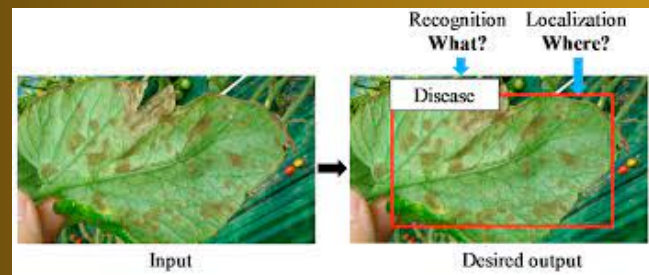 Recognition
What?
Localization
Where?
Disease
Input
Desired output